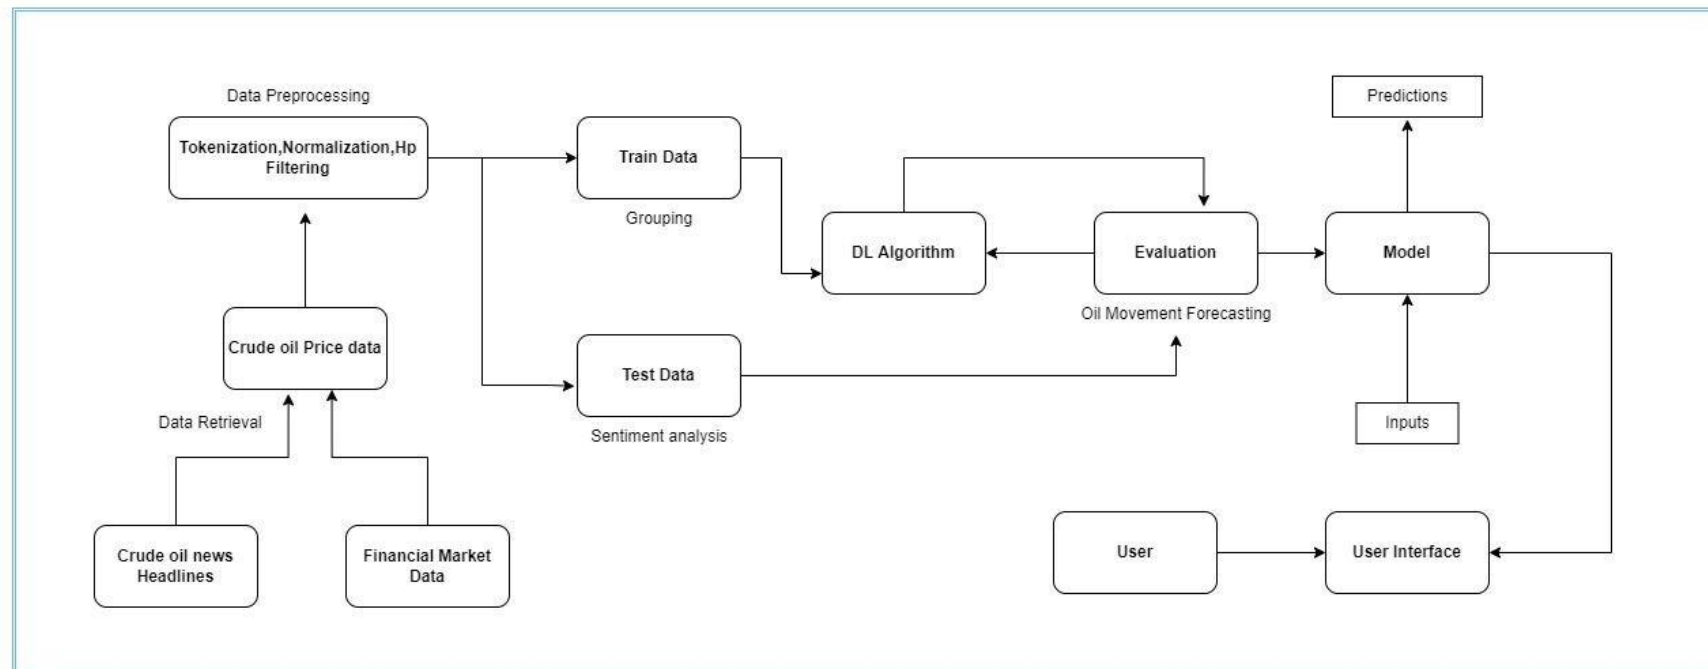 Data Preprocessing
Tokenization,Normalization,Hp
Filtering
Train Data
Grouping
Predictions
DL Algorithm
Evaluation
Oil Movement Forecasting
Model
Crude oil Price data
Data Retrieval
Test Data
Sentiment analysis
Inputs
Crude oil news
Headlines
Financial Market
Data
User
User Interface